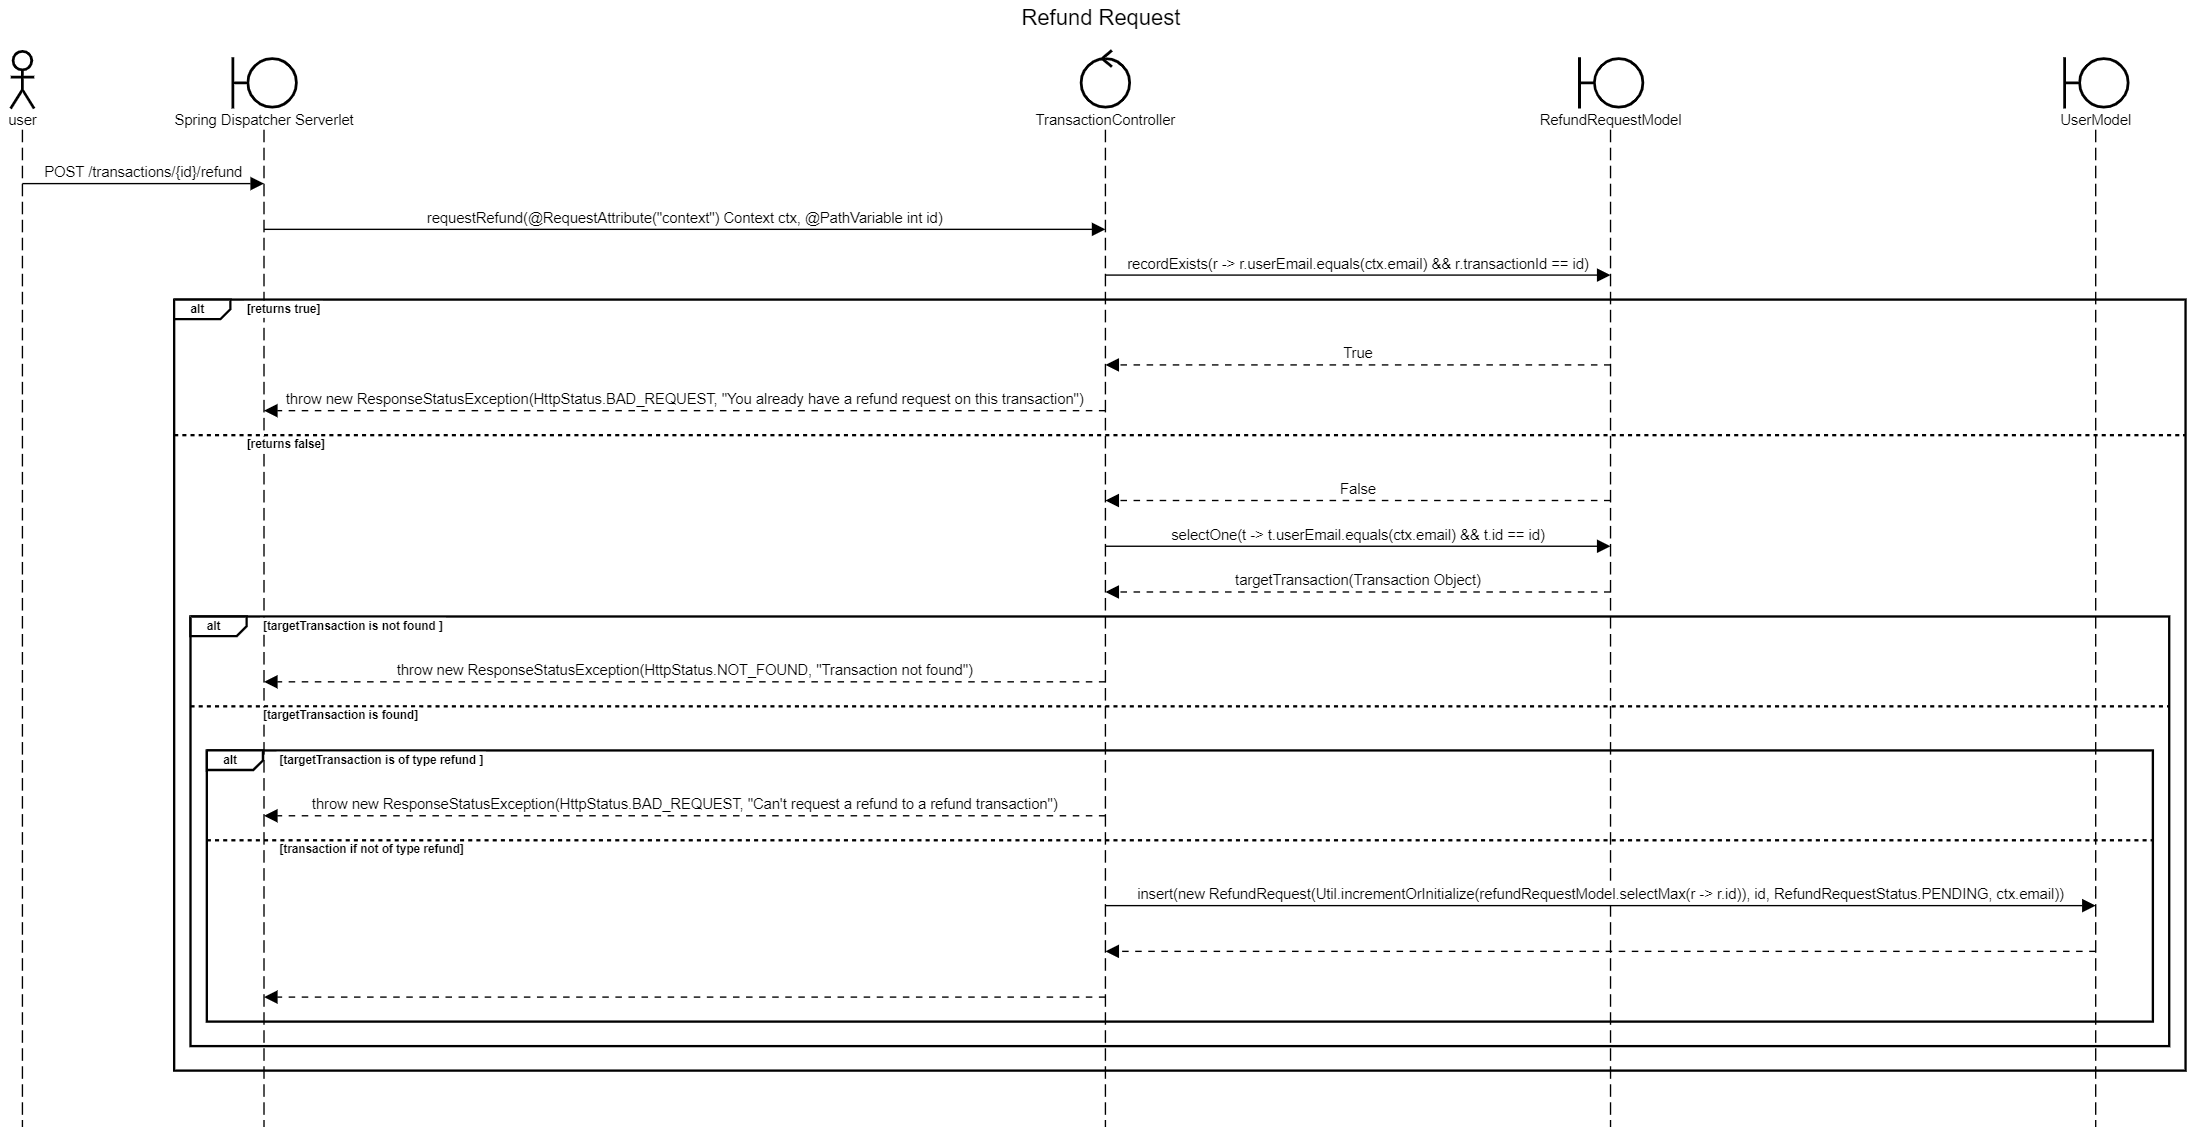 Refund Request
user
Spring Dispatcher Serverlet
TransactionController
RefundRequestModel
UserModel
POST /transactions/{id}/refund
requestRefund(@RequestAttribute("context") Context ctx, @PathVariable int id)
recordExists(r -> r.userEmail.equals(ctx.email) && r.transactionId == id)
alt
[returns true]
True
throw new ResponseStatusException(HttpStatus.BAD_REQUEST, "You already have a refund request on this transaction")
[returns false]
False
selectOne(t -> t.userEmail.equals(ctx.email) && t.id == id)
targetTransaction(Transaction Object)
alt
[targetTransaction is not found ]
throw new ResponseStatusException(HttpStatus.NOT_FOUND, "Transaction not found")
[targetTransaction is found]
alt
[targetTransaction is of type refund ]
throw new ResponseStatusException(HttpStatus.BAD_REQUEST, "Can't request a refund to a refund transaction")
[transaction if not of type refund]
insert(new RefundRequest(Util.incrementOrInitialize(refundRequestModel.selectMax(r -> r.id)), id, RefundRequestStatus.PENDING, ctx.email))